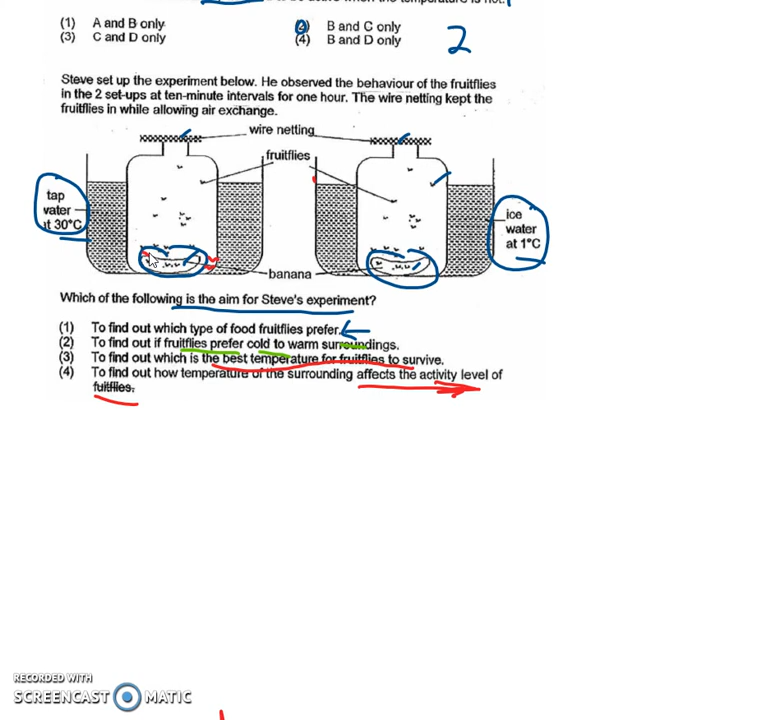 (1) A and B only
(2) B and C only
(3) C and D only
(4) B and D only
2
Steve set up the experiment below. He observed the behaviour of the fruitflies
in the 2 set-ups at ten-minute intervals for one hour. The wire netting kept the
fruitflies in while allowing air exchange.
wire netting
fruitflies
tap
vater
it 30°C
ice
water
at 1°C
banana
Which of the following is the aim for Steve's experiment?
(1) To find out which type of food fruitflies prefer.
(2) To find out if fruitflies prefer cold to warm surroundings.
(3) To find out which is the best temperature for fruitflies to survive.
(4) To find out how temperature of the surrounding affects the activity level of
fuitflies.
RECORDED WITH
SCREENCAST MATIC